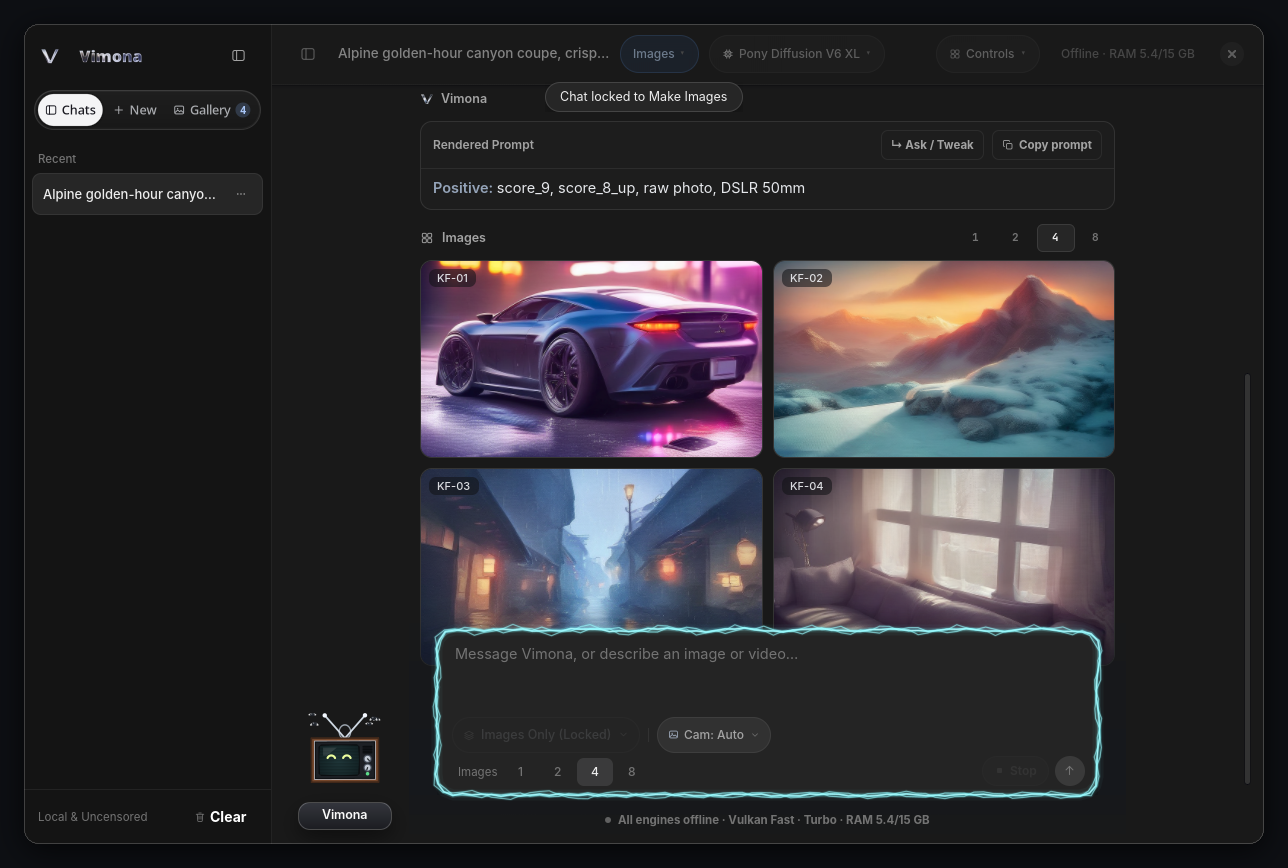 Vimona
Chats
New
Gallery 4
Recent
Alpine golden-hour canyo...
Local & Uncensored
Clear
Alpine golden-hour canyon coupe, crisp...
Images
Pony Diffusion V6 XL
Controls
Offline · RAM 5.4/15 GB
Vimona
Chat locked to Make Images
Rendered Prompt
Ask / Tweak
Copy prompt
Positive: score_9, score_8_up, raw photo, DSLR 50mm
Images
1 2 4 8
KF-01
KF-02
KF-03
KF-04
Message Vimona, or describe an image or video...
Images Only (Locked)
Cam: Auto
Images 1 2 4 8
Stop
Vimona
All engines offline · Vulkan Fast · Turbo · RAM 5.4/15 GB